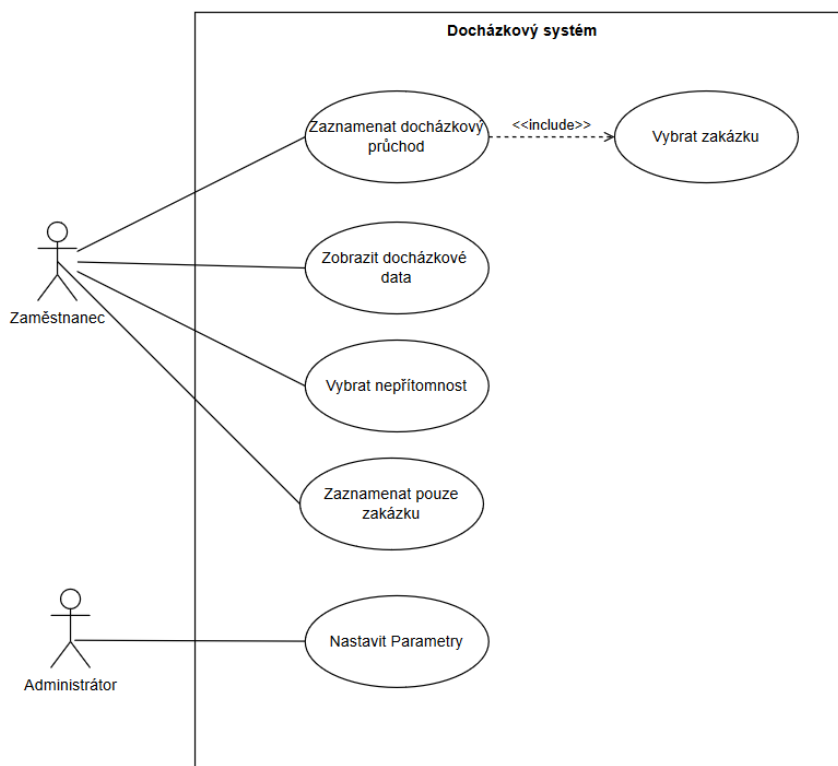 Docházkový systém
Zaznamenat docházkový
průchod
<<include>>
Vybrat zakázku
Zobrazit docházkové
data
Zaměstnanec
Vybrat nepřítomnost
Zaznamenat pouze
zakázku
Nastavit Parametry
Administrátor